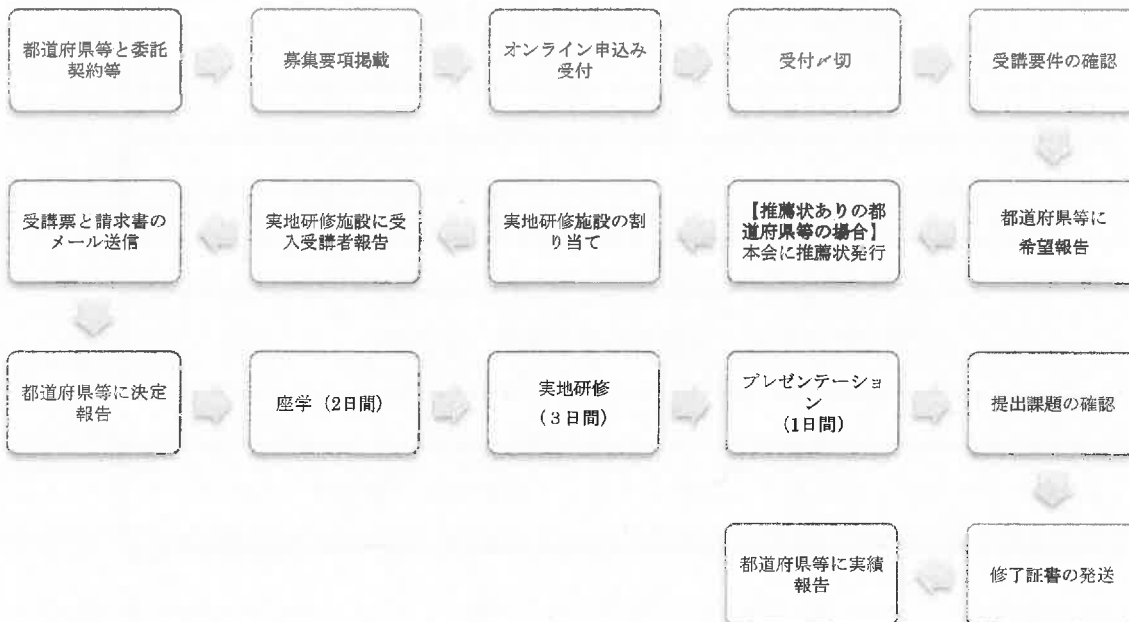 都道府県等と委託
契約等
募集要項掲載
オンライン申込み
受付
受付〆切
受講要件の確認
都道府県等に
希望報告
【推薦状ありの都
道府県等の場合】
本会に推薦状発行
実地研修施設の割
り当て
実地研修施設に受
入受講者報告
受講票と請求書の
メール送信
都道府県等に決定
報告
座学（2日間）
実地研修
（３日間）
プレゼンテーショ
ン
（1日間）
提出課題の確認
修了証書の発送
都道府県等に実績
報告